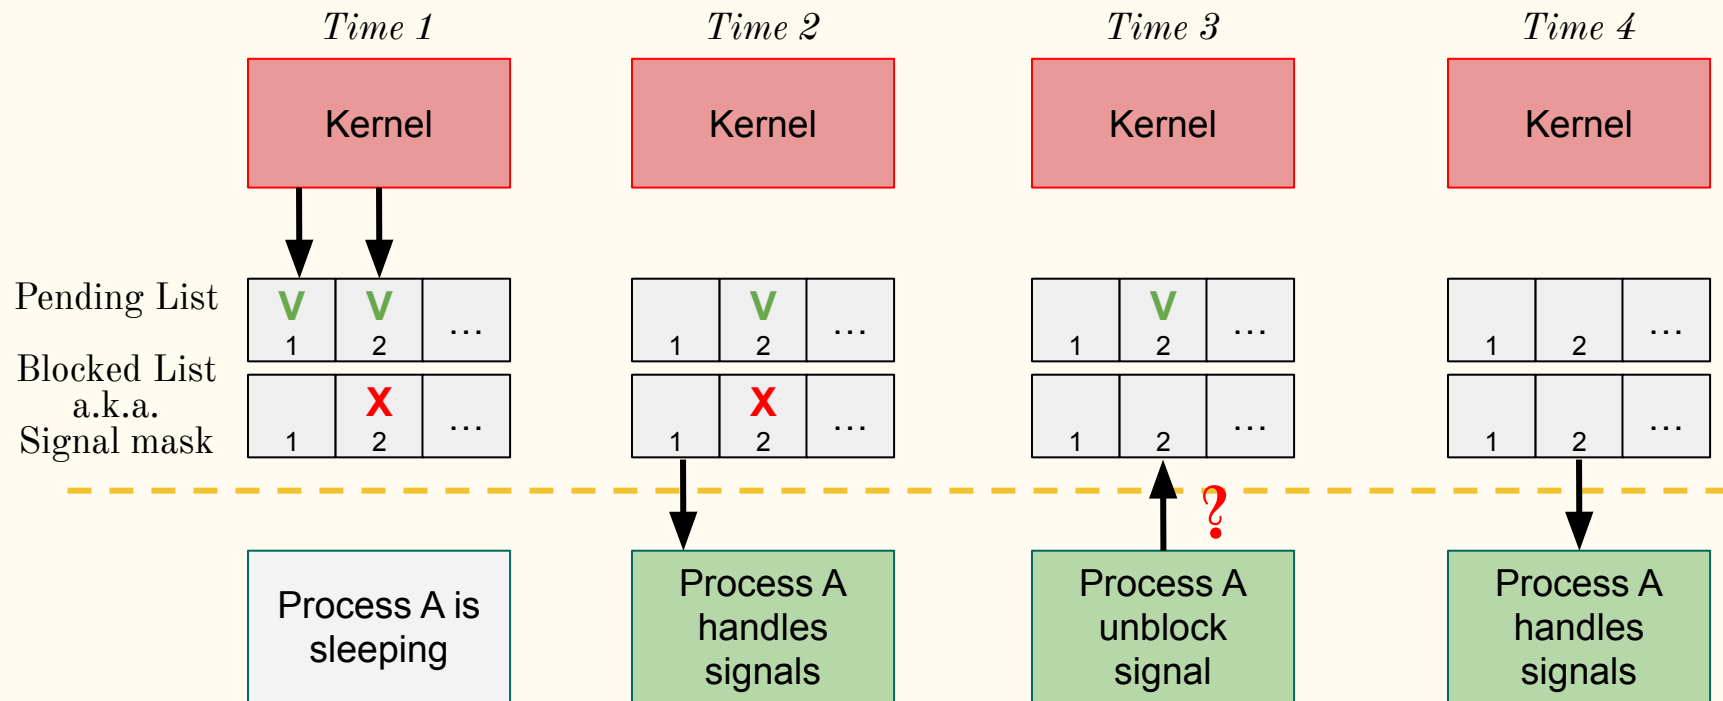 Time 1
Time 2
Time 3
Time 4
Kernel
Kernel
Kernel
Kernel
Pending List
V V ...
1 2
V ...
1 2
V ...
1 2
...
1 2
Blocked List
a.k.a.
Signal mask
X ...
1 2
X ...
1 2
...
1 2
...
1 2
?
Process A is
sleeping
Process A
handles
signals
Process A
unblock
signal
Process A
handles
signals